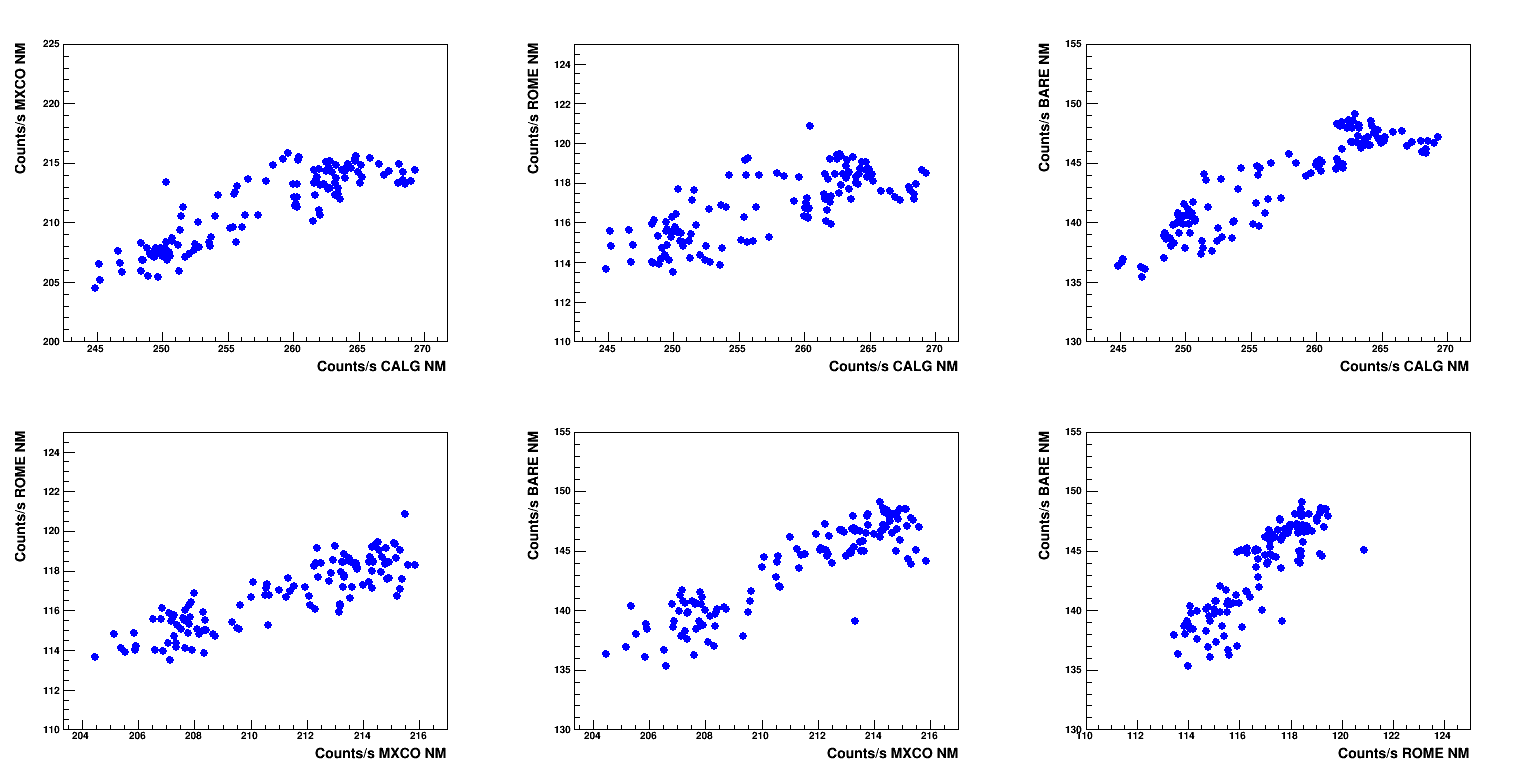 Counts/s MXCO NM
225
220
215
210
205
200
245 250 255 260 265 270
Counts/s CALG NM
Counts/s ROME NM
124
122
120
118
116
114
112
110
245 250 255 260 265 270
Counts/s CALG NM
Counts/s BARE NM
155
150
145
140
135
130
245 250 255 260 265 270
Counts/s CALG NM
Counts/s ROME NM
124
122
120
118
116
114
112
110
204 206 208 210 212 214 216
Counts/s MXCO NM
Counts/s BARE NM
155
150
145
140
135
130
204 206 208 210 212 214 216
Counts/s MXCO NM
Counts/s BARE NM
155
150
145
140
135
130
110 112 114 116 118 120 122 124
Counts/s ROME NM